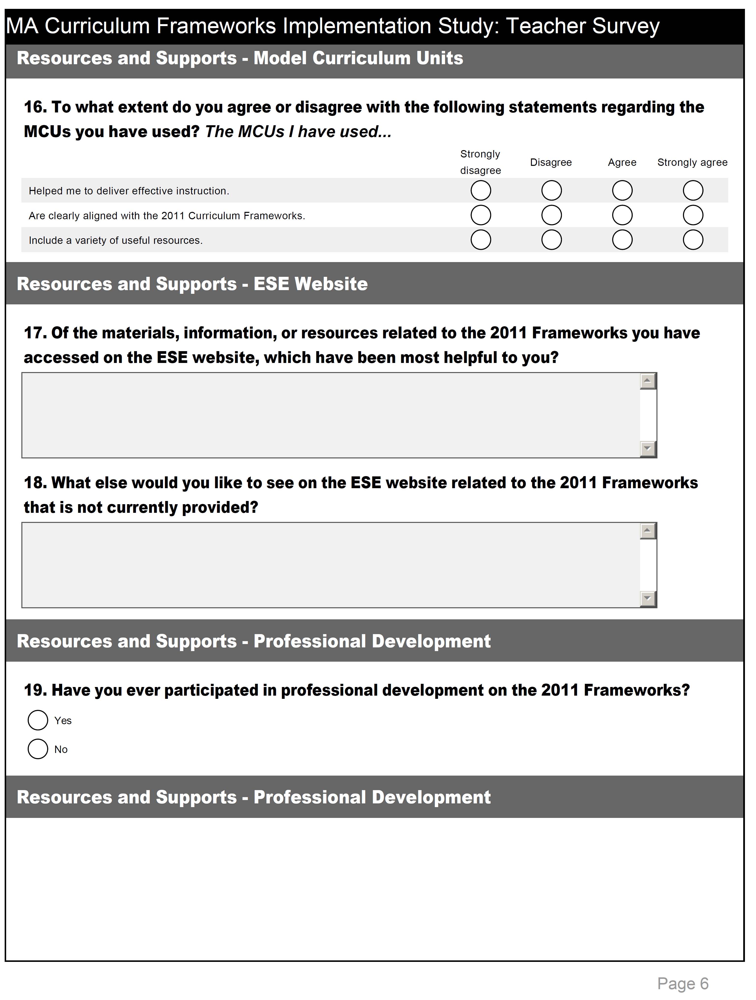 MA Curriculum Frameworks Implementation Study: Teacher Survey
Resources and Supports - Model Curriculum Units
16. To what extent do you agree or disagree with the following statements regarding the
MCUs you have used? The MCUs I have used...
Strongly
disagree
Disagree
Agree
Strongly agree
Helped me to deliver effective instruction.
Are clearly aligned with the 2011 Curriculum Frameworks.
Include a variety of useful resources.
Resources and Supports - ESE Website
17. Of the materials, information, or resources related to the 2011 Frameworks you have
accessed on the ESE website, which have been most helpful to you?
18. What else would you like to see on the ESE website related to the 2011 Frameworks
that is not currently provided?
Resources and Supports - Professional Development
19. Have you ever participated in professional development on the 2011 Frameworks?
Yes
No
Resources and Supports - Professional Development
Page 6